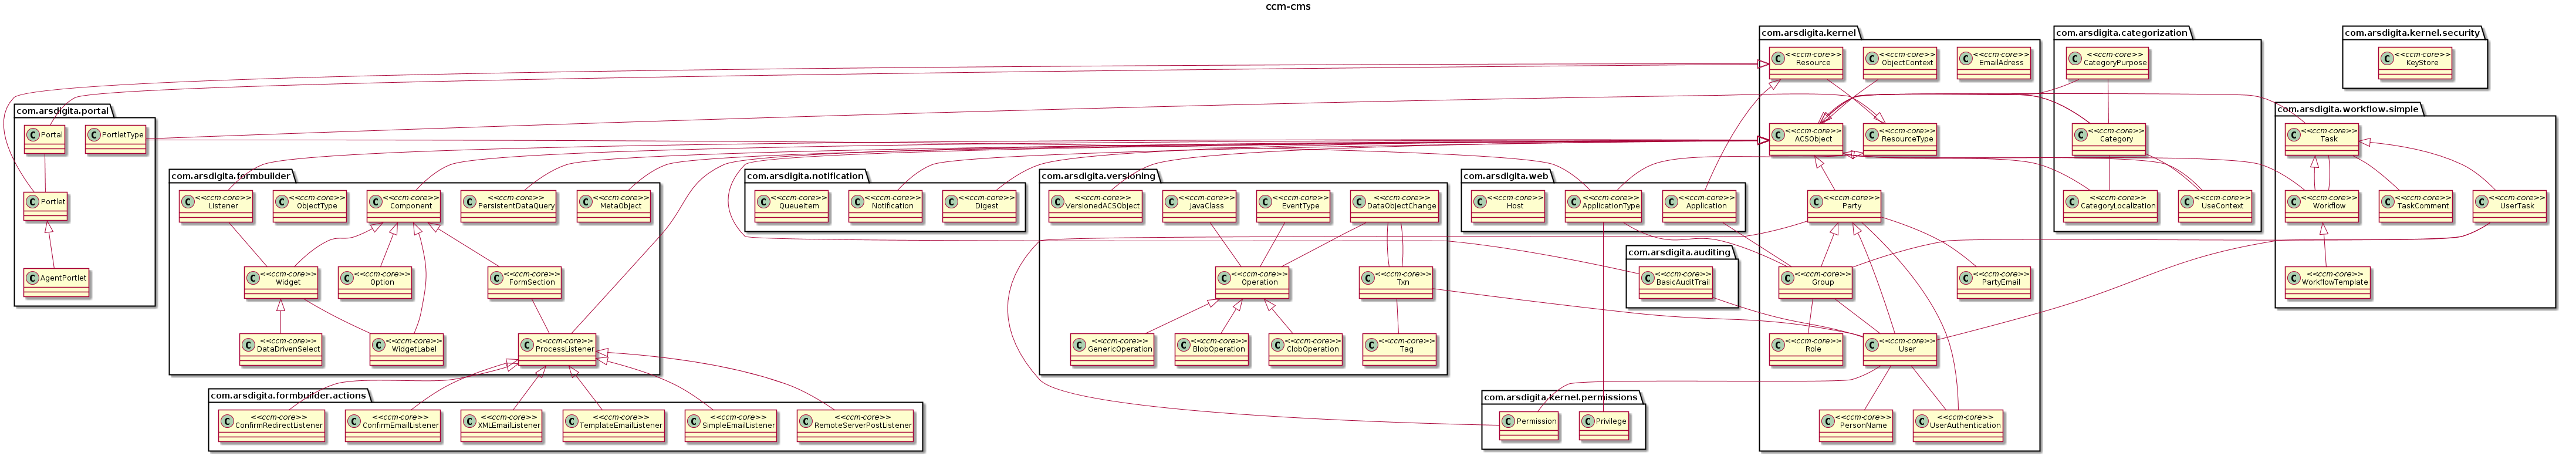 ccm-cms
com.arsdigita.kernel
com.arsdigita.categorization
com.arsdigita.kernel.security
<<ccm-core>>
Resource
<<ccm-core>>
ObjectContext
<<ccm-core>>
EmailAdress
<<ccm-core>>
CategoryPurpose
<<ccm-core>>
KeyStore
com.arsdigita.portal
com.arsdigita.workflow.simple
Portal
PortletType
<<ccm-core>>
ACSObject
<<ccm-core>>
ResourceType
<<ccm-core>>
Category
<<ccm-core>>
Task
com.arsdigita.formbuilder
com.arsdigita.notification
com.arsdigita.versioning
com.arsdigita.web
Portlet
<<ccm-core>>
Listener
<<ccm-core>>
ObjectType
<<ccm-core>>
Component
<<ccm-core>>
PersistentDataQuery
<<ccm-core>>
MetaObject
<<ccm-core>>
QueueItem
<<ccm-core>>
Notification
<<ccm-core>>
Digest
<<ccm-core>>
VersionedACSObject
<<ccm-core>>
JavaClass
<<ccm-core>>
EventType
<<ccm-core>>
DataObjectChange
<<ccm-core>>
Host
<<ccm-core>>
ApplicationType
<<ccm-core>>
Application
<<ccm-core>>
Party
<<ccm-core>>
CategoryLocalization
<<ccm-core>>
UseContext
<<ccm-core>>
Workflow
<<ccm-core>>
TaskComment
<<ccm-core>>
UserTask
com.arsdigita.auditing
AgentPortlet
<<ccm-core>>
Widget
<<ccm-core>>
Option
<<ccm-core>>
FormSection
<<ccm-core>>
Operation
<<ccm-core>>
Txn
<<ccm-core>>
BasicAuditTrail
<<ccm-core>>
Group
<<ccm-core>>
PartyEmail
<<ccm-core>>
WorkflowTemplate
<<ccm-core>>
DataDrivenSelect
<<ccm-core>>
WidgetLabel
<<ccm-core>>
ProcessListener
<<ccm-core>>
GenericOperation
<<ccm-core>>
BlobOperation
<<ccm-core>>
ClobOperation
<<ccm-core>>
Tag
<<ccm-core>>
Role
<<ccm-core>>
User
com.arsdigita.formbuilder.actions
com.arsdigita.kernel.permissions
<<ccm-core>>
ConfirmRedirectListener
<<ccm-core>>
ConfirmEmailListener
<<ccm-core>>
XMLEmailListener
<<ccm-core>>
TemplateEmailListener
<<ccm-core>>
SimpleEmailListener
<<ccm-core>>
RemoteServerPostListener
Permission
Privilege
<<ccm-core>>
PersonName
<<ccm-core>>
UserAuthentication